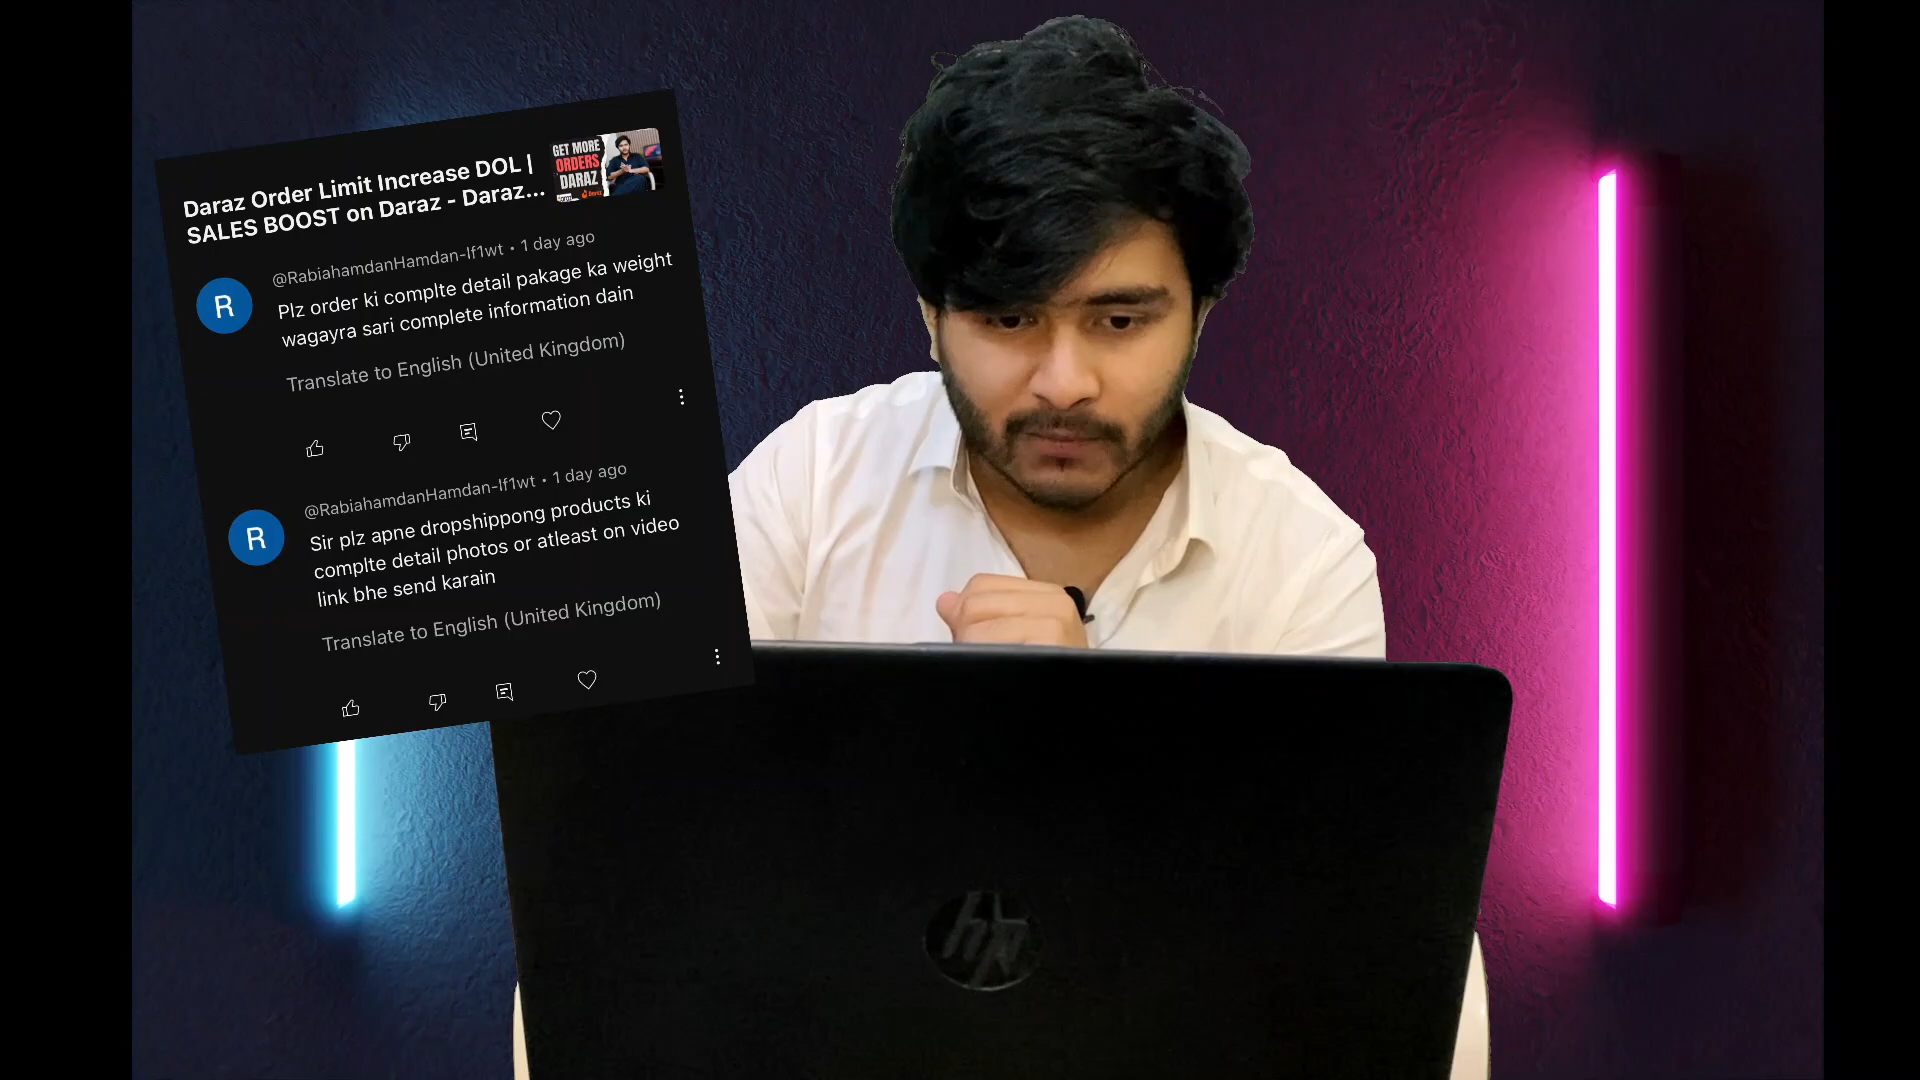 Daraz Order Limit Increase DOL |
SALES BOOST on Daraz - Daraz...
GET MORE
ORDERS
DARAZ
@RabiahamdanHamdan-lf1wt • 1 day ago
R
Plz order ki complte detail pakage ka weight
wagayra sari complete information dain
Translate to English (United Kingdom)
@RabiahamdanHamdan-lf1wt • 1 day ago
R
Sir plz apne dropshippong products ki
complte detail photos or atleast on video
link bhe send karain
Translate to English (United Kingdom)
hp